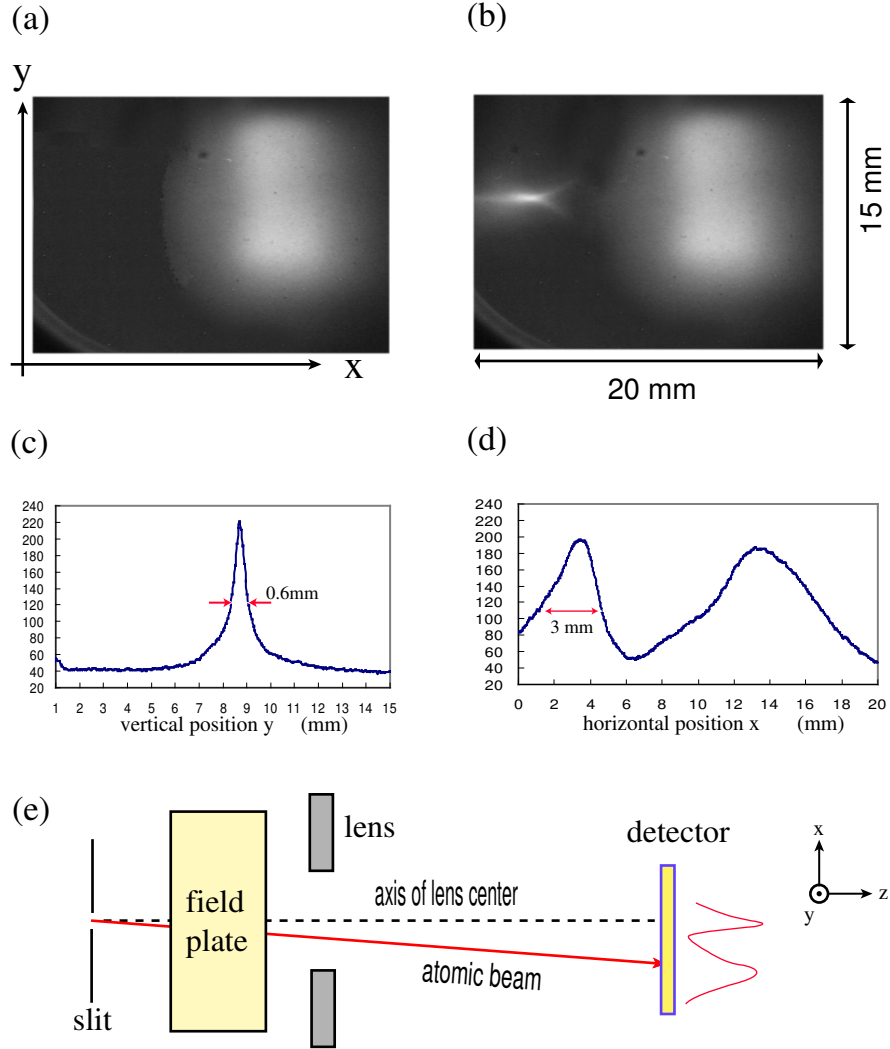 (a)
(b)
y
x
15 mm
20 mm
(c)
(d)
240
220
200
180
160
140
120
100
80
60
40
20
0.6mm
1 2 3 4 5 6 7 8 9 10 11 12 13 14 15
vertical position y (mm)
240
220
200
180
160
140
120
100
80
60
40
20
3 mm
0 2 4 6 8 10 12 14 16 18 20
horizontal position x (mm)
(e)
lens
detector
x
axis of lens center
field
plate
z
y
atomic beam
slit